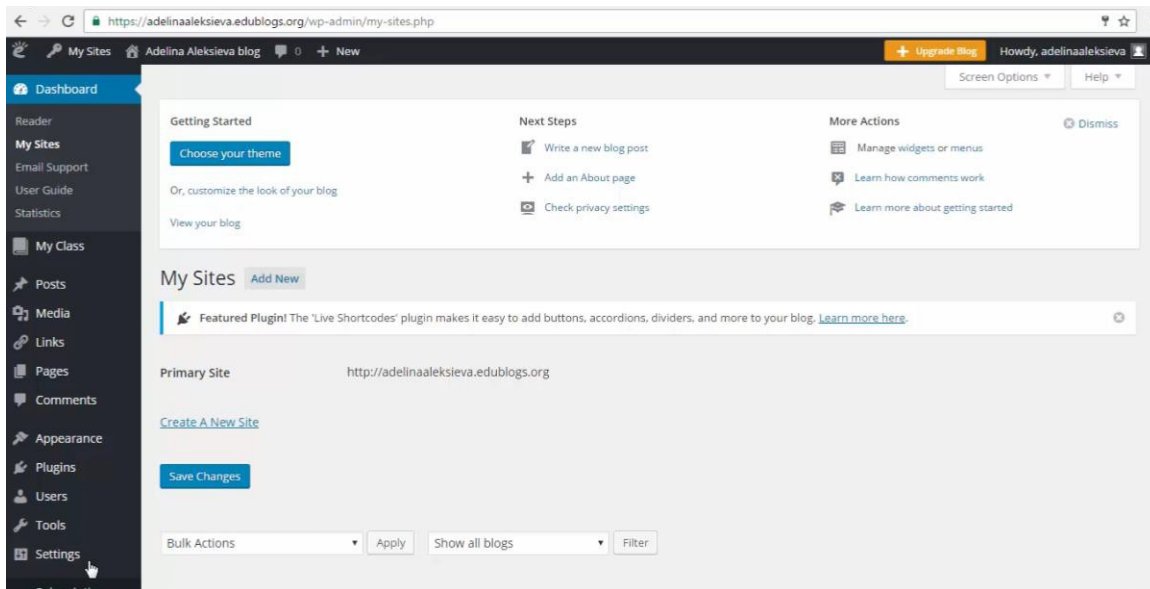 https://adelinaaleksieva.edublogs.org/wp-admin/my-sites.php
My Sites Adelina Aleksieva blog 0 + New Upgrade Blog Howdy, adelinaaleksieva
Screen Options Help
Dashboard
Reader
My Sites
Email Support
User Guide
Statistics
My Class
Posts
Media
Links
Pages
Comments
Appearance
Plugins
Users
Tools
Settings
Getting Started
Choose your theme
Or, customize the look of your blog
View your blog
Next Steps
Write a new blog post
Add an About page
Check privacy settings
More Actions
Manage widgets or menus
Learn how comments work
Learn more about getting started
Dismiss
My Sites Add New
Featured Plugin! The 'Live Shortcodes' plugin makes it easy to add buttons, accordions, dividers, and more to your blog. Learn more here.
Primary Site http://adelinaaleksieva.edublogs.org
Create A New Site
Save Changes
Bulk Actions Apply Show all blogs Filter